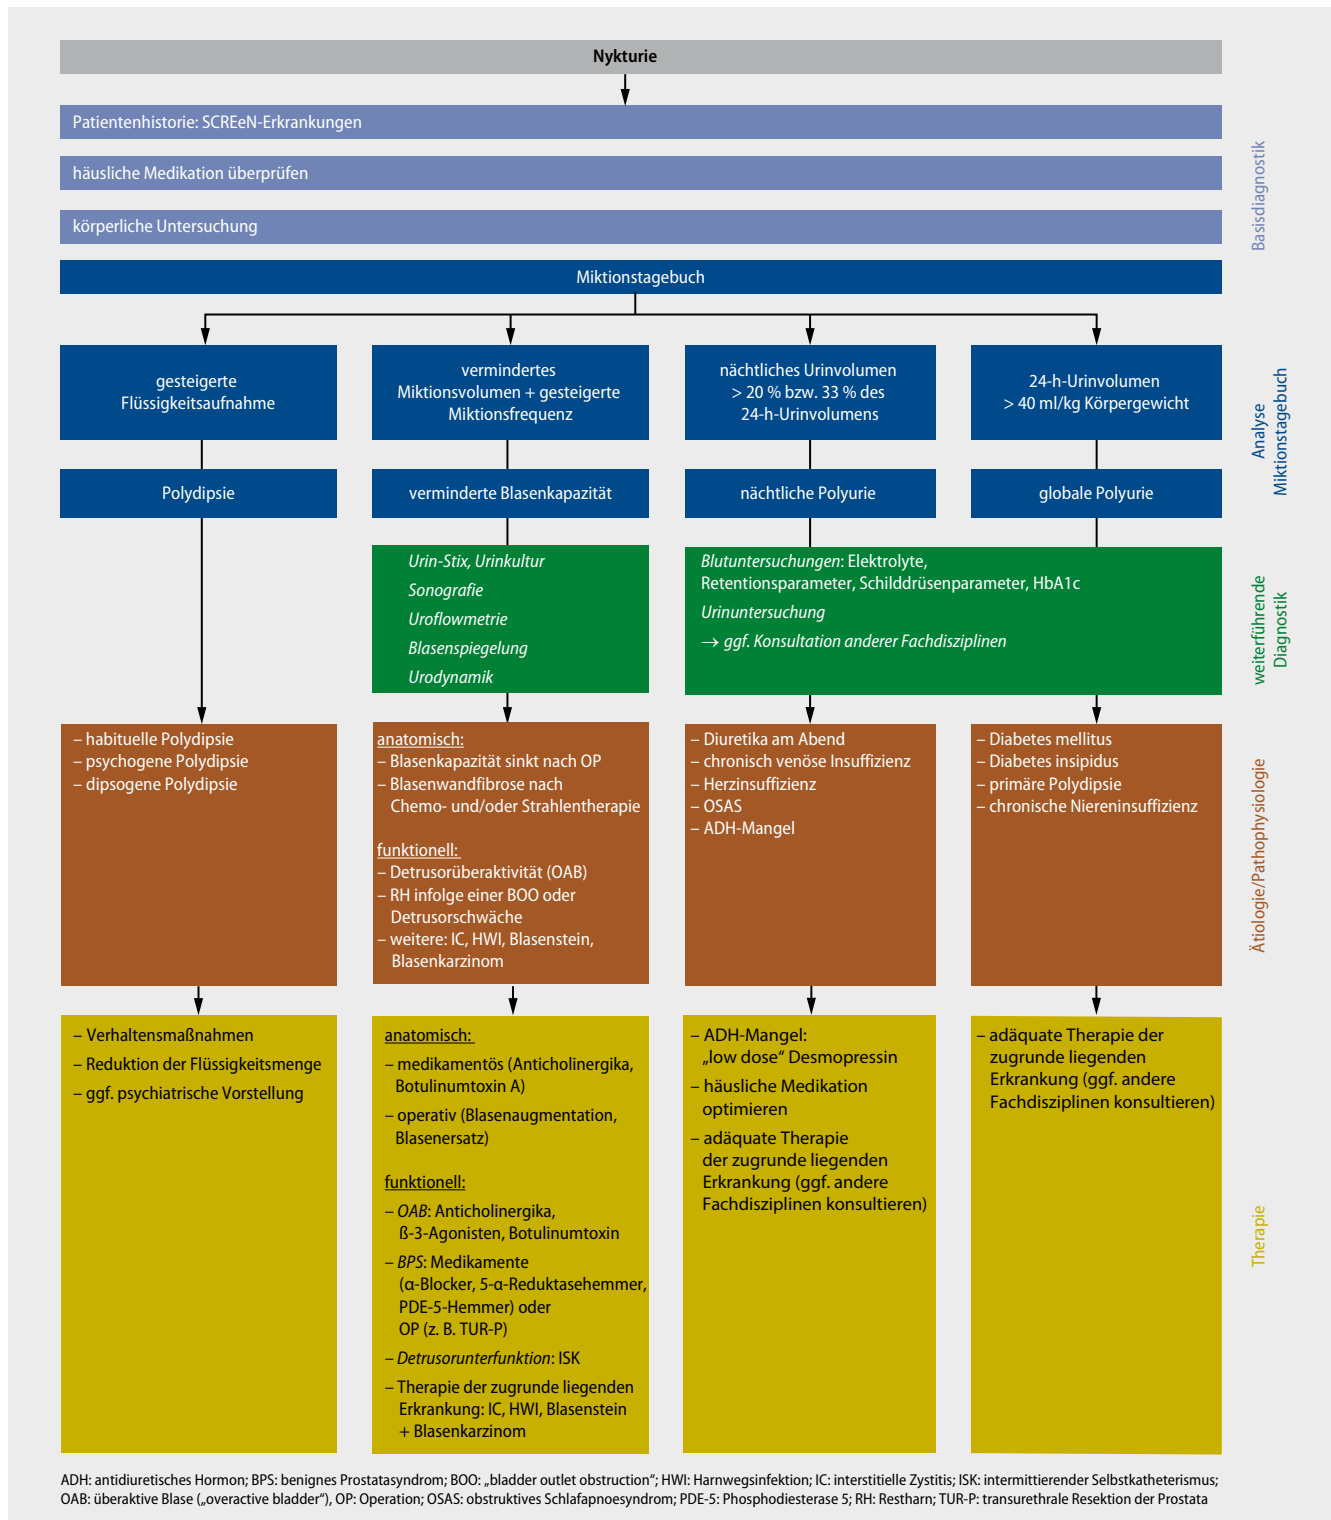 Nykturie
Patientenhistorie: SCREeN-Erkrankungen
häusliche Medikation überprüfen
körperliche Untersuchung
Basisdiagnostik
Miktionstagebuch
gesteigerte
Flüssigkeitsaufnahme
vermindertes
Miktionsvolumen + gesteigerte
Miktionsfrequenz
nächtliches Urinvolumen
> 20 % bzw. 33 % des
24-h-Urinvolumens
24-h-Urinvolumen
> 40 ml/kg Körpergewicht
Analyse
Miktionstagebuch
Polydipsie
verminderte Blasenkapazität
nächtliche Polyurie
globale Polyurie
Urin-Stix, Urinkultur
Sonografie
Uroflowmetrie
Blasenspiegelung
Urodynamik
Blutuntersuchungen: Elektrolyte,
Retentionsparameter, Schilddrüsenparameter, HbA1c
Urinuntersuchung
→ ggf. Konsultation anderer Fachdisziplinen
weiterführende
Diagnostik
– habituelle Polydipsie
– psychogene Polydipsie
– dipsogene Polydipsie
anatomisch:
– Blasenkapazität sinkt nach OP
– Blasenwandfibrose nach
Chemo- und/oder Strahlentherapie
funktionell:
– Detrusorüberaktivität (OAB)
– RH infolge einer BOO oder
Detrusorschwäche
– weitere: IC, HWI, Blasenstein,
Blasenkarzinom
– Diuretika am Abend
– chronisch venöse Insuffizienz
– Herzinsuffizienz
– OSAS
– ADH-Mangel
– Diabetes mellitus
– Diabetes insipidus
– primäre Polydipsie
– chronische Niereninsuffizienz
Ätiologie/Pathophysiologie
– Verhaltensmaßnahmen
– Reduktion der Flüssigkeitsmenge
– ggf. psychiatrische Vorstellung
anatomisch:
– medikamentös (Anticholinergika,
Botulinumtoxin A)
– operativ (Blasenaugmentation,
Blasenersatz)
funktionell:
– OAB: Anticholinergika,
ß-3-Agonisten, Botulinumtoxin
– BPS: Medikamente
(α-Blocker, 5-α-Reduktasehemmer,
PDE-5-Hemmer) oder
OP (z. B. TUR-P)
– Detrusorunterfunktion: ISK
– Therapie der zugrunde liegenden
Erkrankung: IC, HWI, Blasenstein
+ Blasenkarzinom
– ADH-Mangel:
„low dose“ Desmopressin
– häusliche Medikation
optimieren
– adäquate Therapie
der zugrunde liegenden
Erkrankung (ggf. andere
Fachdisziplinen konsultieren)
– adäquate Therapie der
zugrunde liegenden
Erkrankung (ggf. andere
Fachdisziplinen konsultieren)
Therapie
ADH: antidiuretisches Hormon; BPS: benignes Prostatasyndrom; BOO: „bladder outlet obstruction“; HWI: Harnwegsinfektion; IC: interstitielle Zystitis; ISK: intermittierender Selbstkatheterismus;
OAB: überaktive Blase („overactive bladder“), OP: Operation; OSAS: obstruktives Schlafapnoesyndrom; PDE-5: Phosphodiesterase 5; RH: Restharn; TUR-P: transurethrale Resektion der Prostata